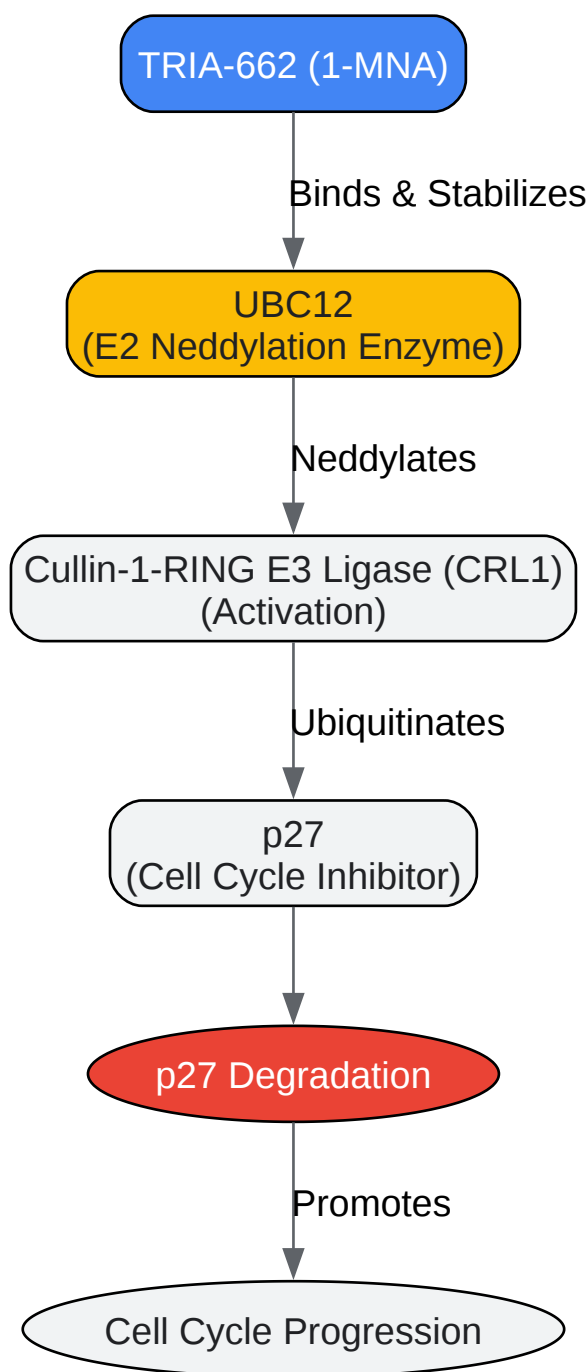 TRIA-662 (1-MNA)
Binds & Stabilizes
UBC12
(E2 Neddylation Enzyme)
Neddylates
Cullin-1-RING E3 Ligase (CRL1)
(Activation)
Ubiquitinates
p27
(Cell Cycle Inhibitor)
p27 Degradation
Promotes
Cell Cycle Progression